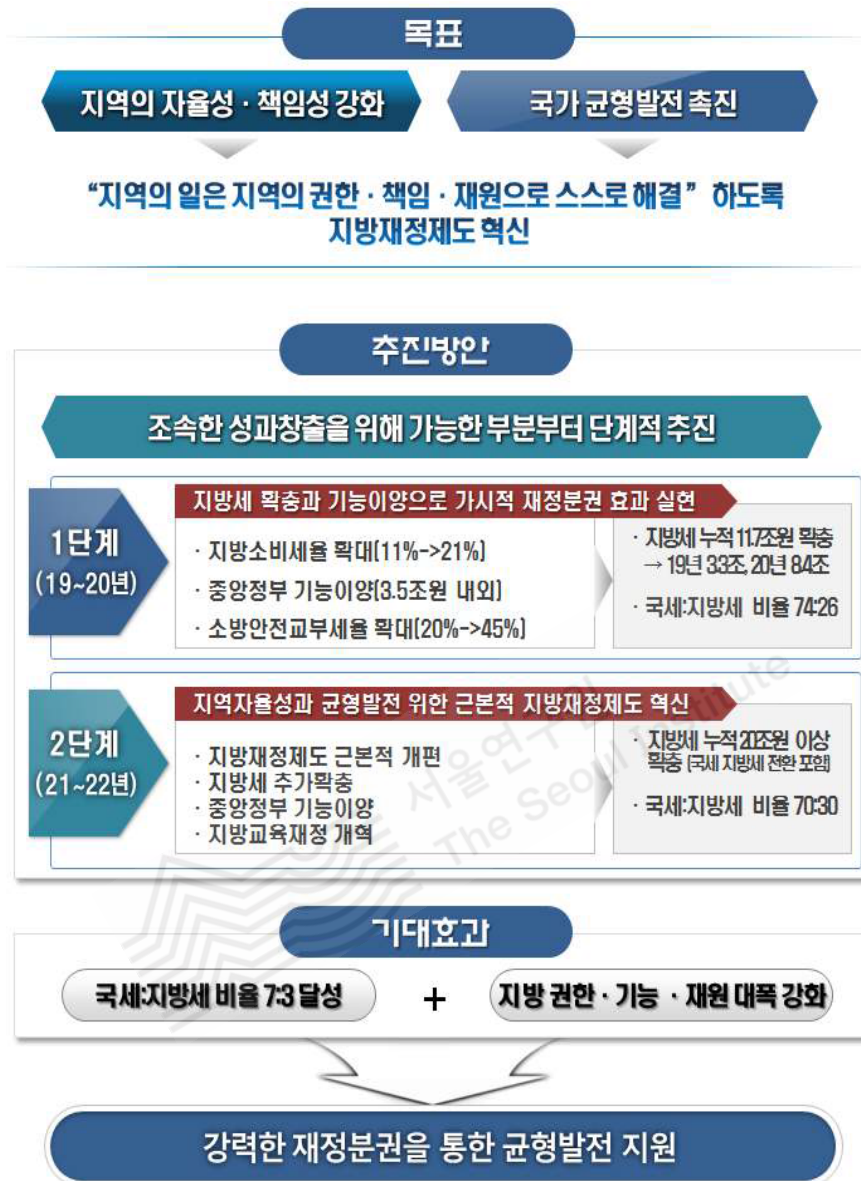 목표
지역의 자율성 · 책임성 강화
국가 균형발전 촉진
“지역의 일은 지역의 권한 · 책임 · 재원으로 스스로 해결” 하도록
지방재정제도 혁신
추진방안
조속한 성과창출을 위해 가능한 부분부터 단계적 추진
1단계
(19~20년)
지방세 확충과 기능이양으로 가시적 재정분권 효과 실현
· 지방소비세율 확대(11%->21%)
· 중앙정부 기능이양(3.5조원 내외)
· 소방안전교부세율 확대(20%->45%)
· 지방세 누적 11.7조원 확충
→ 19년 3.3조, 20년 8.4조
· 국세:지방세 비율 74:26
2단계
(21~22년)
지역자율성과 균형발전 위한 근본적 지방재정제도 혁신
· 지방재정제도 근본적 개편
· 지방세 추가확충
· 중앙정부 기능이양
· 지방교육재정 개혁
· 지방세 누적 20조원 이상
확충 (국세 지방세 전환 포함)
· 국세:지방세 비율 70:30
서울연구원
The Seoul Institute
기대효과
국세:지방세 비율 7:3 달성
+
지방 권한 · 기능 · 재원 대폭 강화
강력한 재정분권을 통한 균형발전 지원